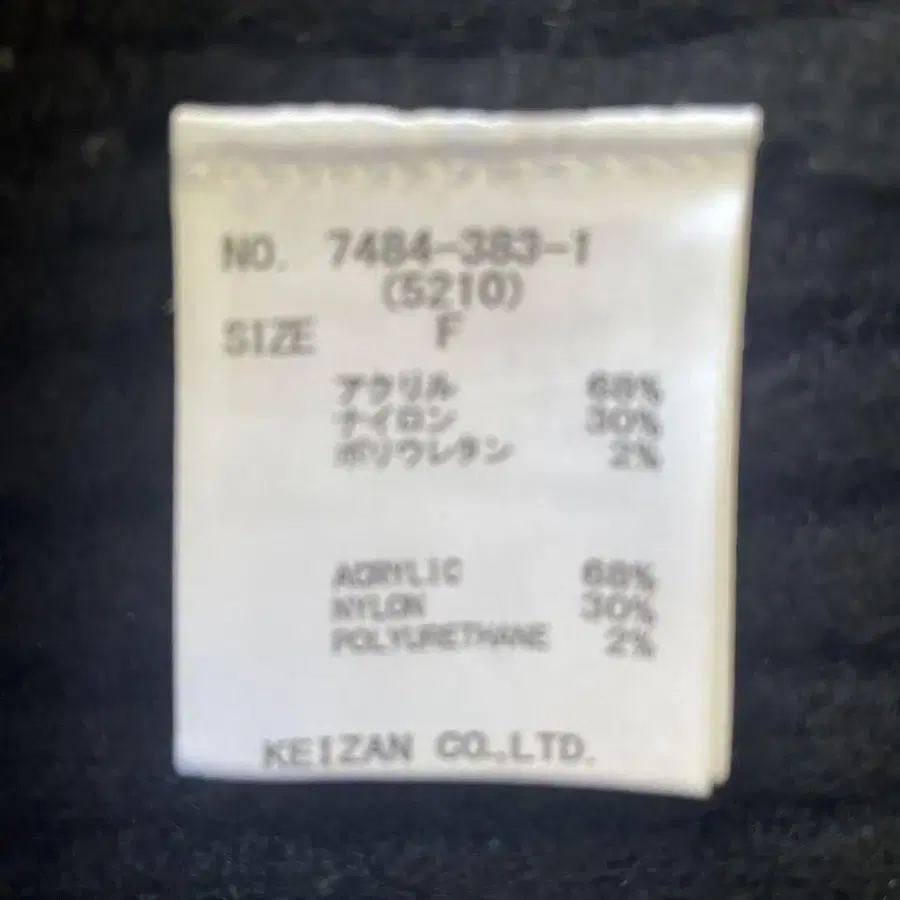 NO. 7484-383-1
(5210)
SIZE F
アクリル 68%
ナイロン 30%
ポリウレタン 2%
ACRYLIC 68%
NYLON 30%
POLYURETHANE 2%
KEIZAN CO.,LTD.